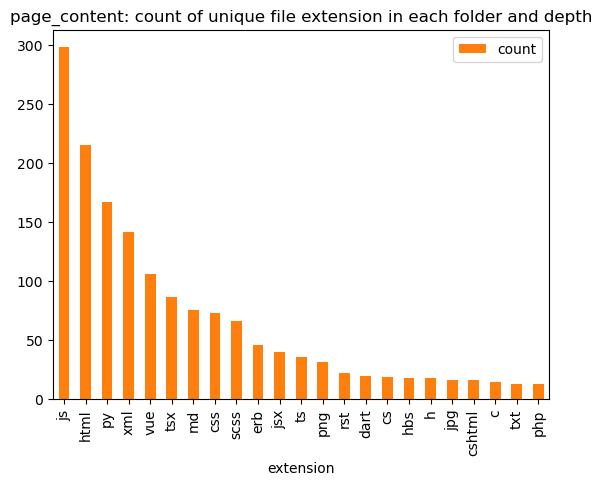 page_content: count of unique file extension in each folder and depth
count
300
250
200
150
100
50
0
js
html
py
xml
vue
tsx
md
css
scss
erb
jsx
ts
png
rst
dart
cs
hbs
h
jpg
cshtml
c
txt
php
extension